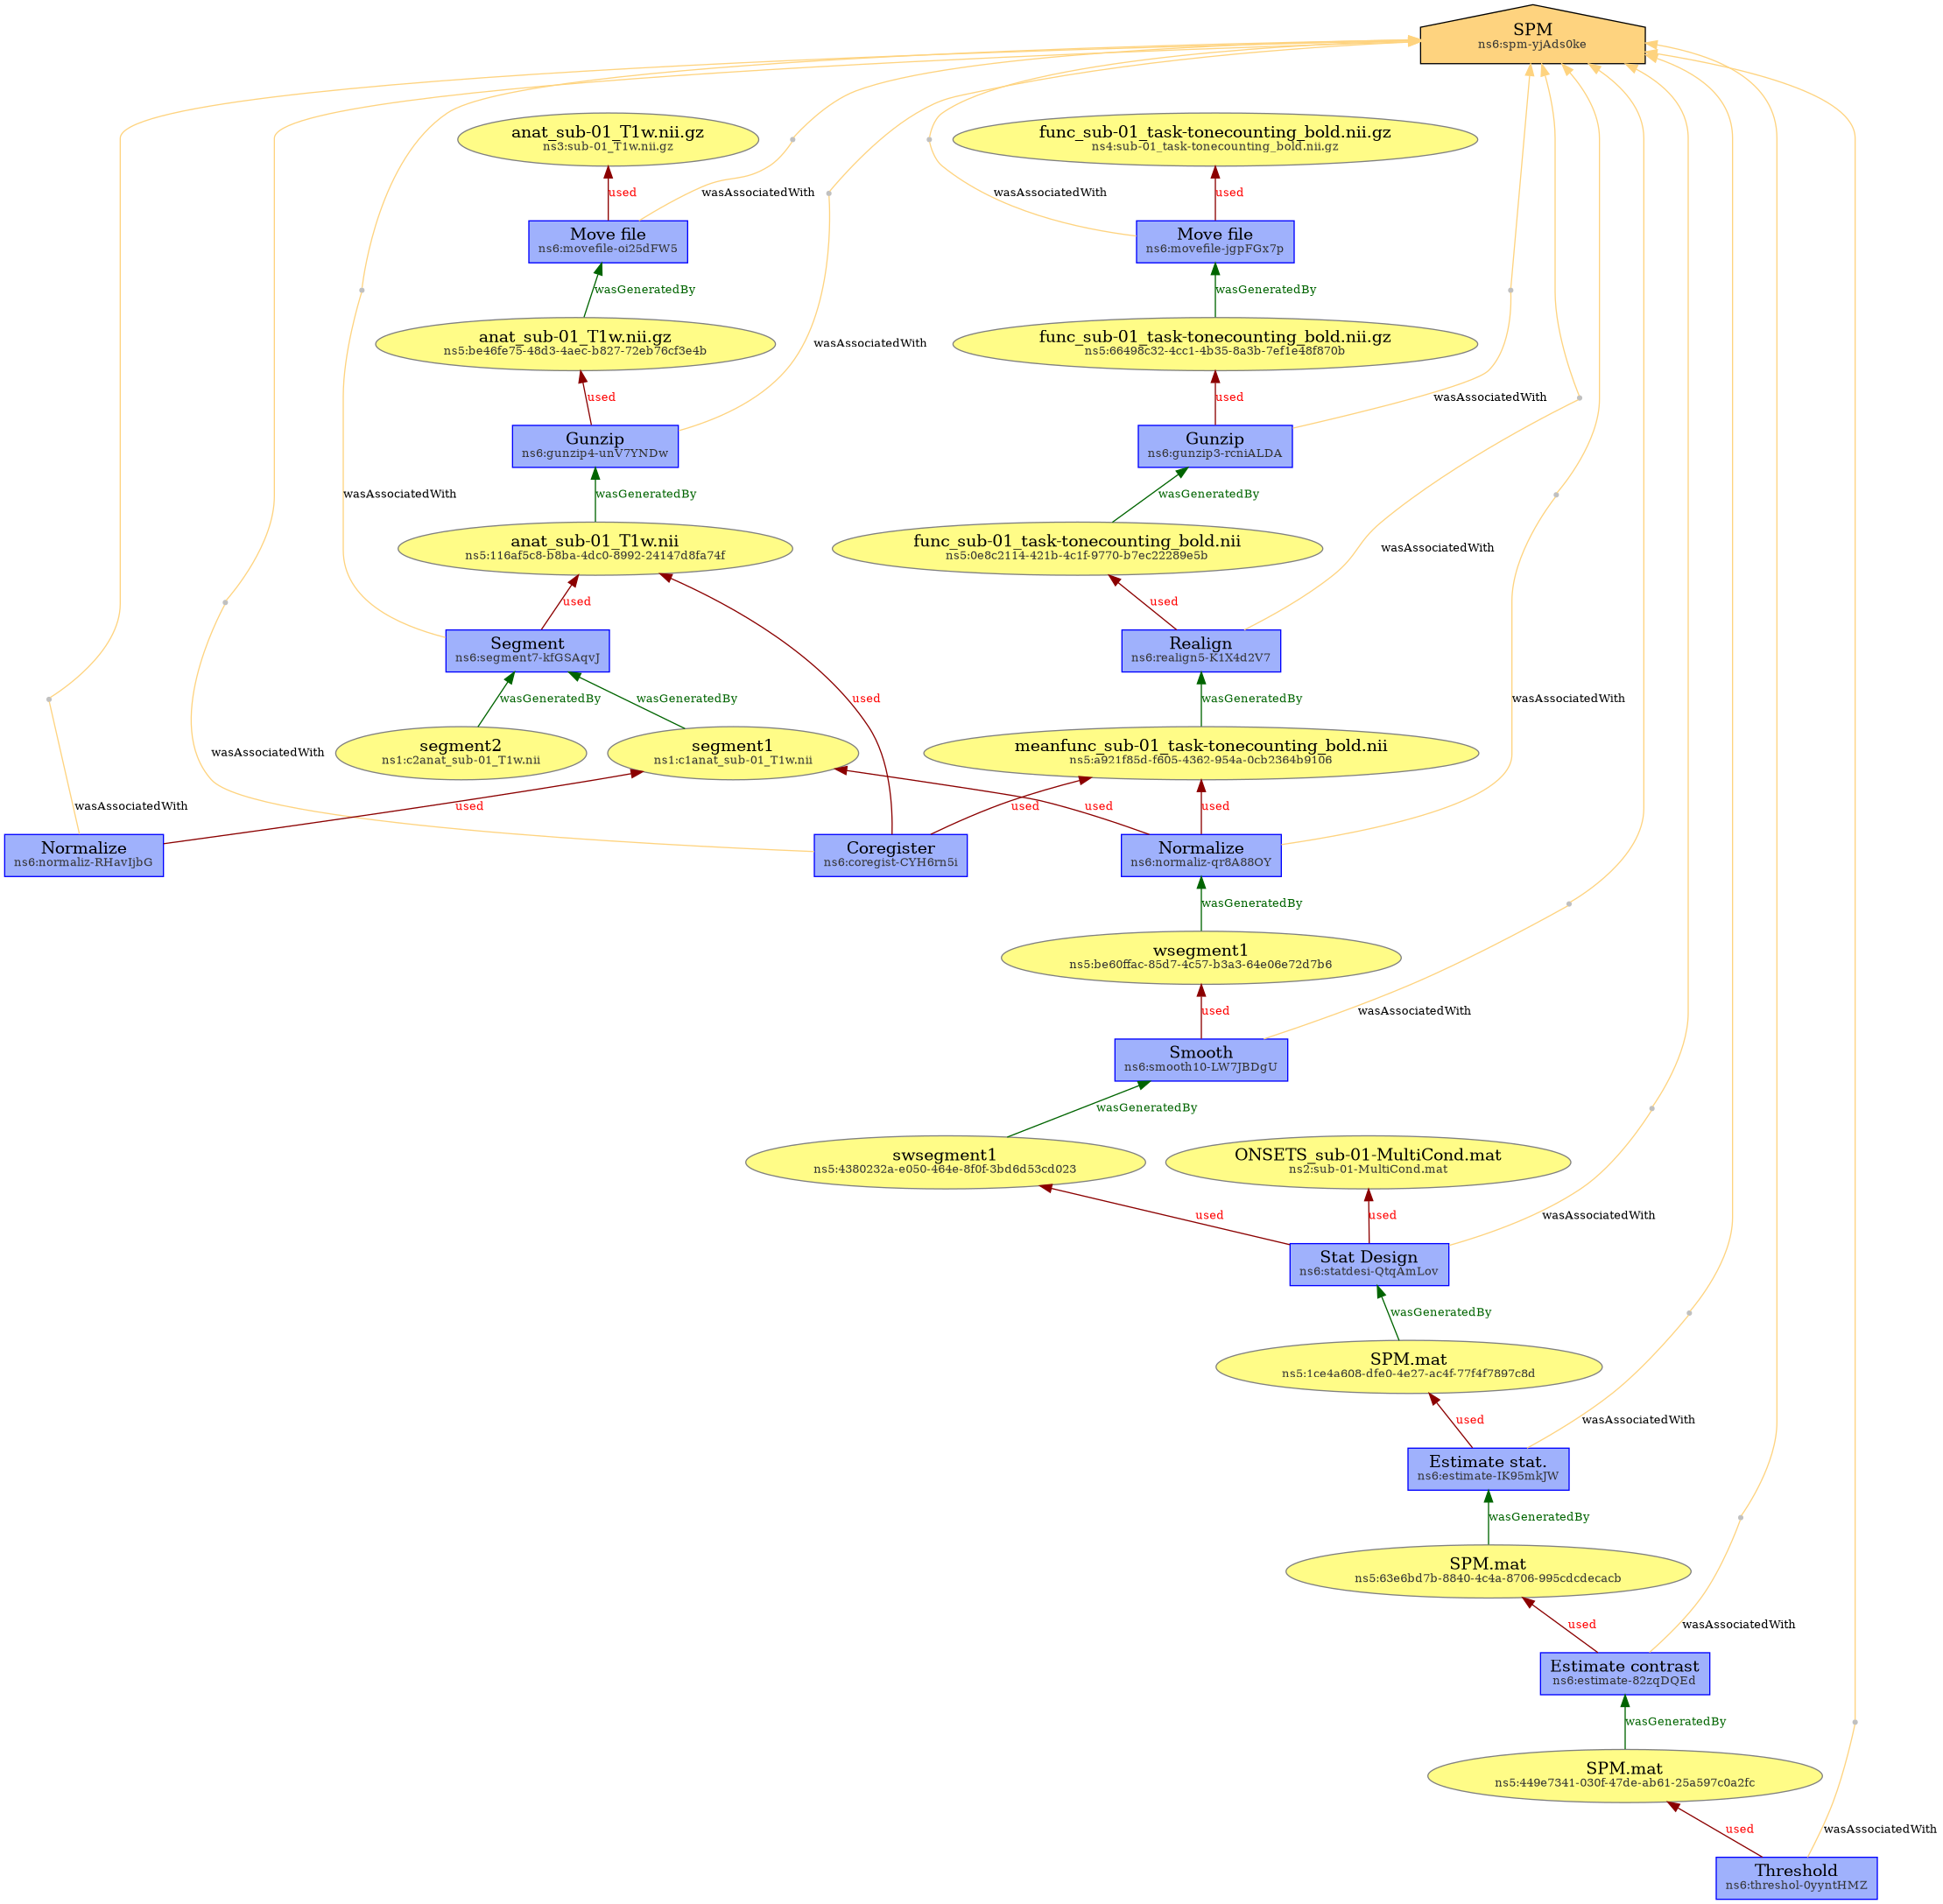 SPM
ns6:spm-yjAds0ke
anat_sub-01_T1w.nii.gz
ns3:sub-01_T1w.nii.gz
func_sub-01_task-tonecounting_bold.nii.gz
ns4:sub-01_task-tonecounting_bold.nii.gz
used
wasAssociatedWith
wasAssociatedWith
used
Move file
ns6:movefile-oi25dFW5
Move file
ns6:movefile-jgpFGx7p
wasGeneratedBy
wasGeneratedBy
anat_sub-01_T1w.nii.gz
ns5:be46fe75-48d3-4aec-b827-72eb76cf3e4b
wasAssociatedWith
func_sub-01_task-tonecounting_bold.nii.gz
ns5:66498c32-4cc1-4b35-8a3b-7ef1e48f870b
used
used
wasAssociatedWith
Gunzip
ns6:gunzip4-unV7YNDw
Gunzip
ns6:gunzip3-rcniALDA
wasAssociatedWith
wasGeneratedBy
wasGeneratedBy
anat_sub-01_T1w.nii
ns5:116af5c8-b8ba-4dc0-8992-24147d8fa74f
func_sub-01_task-tonecounting_bold.nii
ns5:0e8c2114-421b-4c1f-9770-b7ec22289e5b
wasAssociatedWith
used
used
Segment
ns6:segment7-kfGSAqvJ
Realign
ns6:realign5-K1X4d2V7
wasGeneratedBy
wasGeneratedBy
used
wasGeneratedBy
wasAssociatedWith
wasAssociatedWith
segment2
ns1:c2anat_sub-01_T1w.nii
segment1
ns1:c1anat_sub-01_T1w.nii
meanfunc_sub-01_task-tonecounting_bold.nii
ns5:a921f85d-f605-4362-954a-0cb2364b9106
wasAssociatedWith
used
used
used
used
Normalize
ns6:normaliz-RHavIjbG
Coregister
ns6:coregist-CYH6rn5i
Normalize
ns6:normaliz-qr8A88OY
wasGeneratedBy
wsegment1
ns5:be60ffac-85d7-4c57-b3a3-64e06e72d7b6
used
wasAssociatedWith
Smooth
ns6:smooth10-LW7JBDgU
wasGeneratedBy
swsegment1
ns5:4380232a-e050-464e-8f0f-3bd6d53cd023
ONSETS_sub-01-MultiCond.mat
ns2:sub-01-MultiCond.mat
used
used
wasAssociatedWith
Stat Design
ns6:statdesi-QtqAmLov
wasGeneratedBy
SPM.mat
ns5:1ce4a608-dfe0-4e27-ac4f-77f4f7897c8d
used
wasAssociatedWith
Estimate stat.
ns6:estimate-IK95mkJW
wasGeneratedBy
SPM.mat
ns5:63e6bd7b-8840-4c4a-8706-995cdcdecacb
used
wasAssociatedWith
Estimate contrast
ns6:estimate-82zqDQEd
wasGeneratedBy
SPM.mat
ns5:449e7341-030f-47de-ab61-25a597c0a2fc
used
wasAssociatedWith
Threshold
ns6:threshol-0yyntHMZ